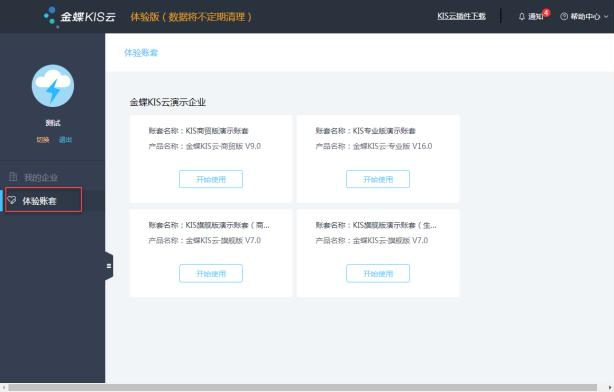 金蝶KIS云 体验版（数据将不定期清理） KIS云插件下载 通知 4 帮助中心
体验账套
测试
切换 退出
我的企业
体验账套
金蝶KIS云演示企业
账套名称：KIS商贸版演示账套
产品名称：金蝶KIS云-商贸版 V9.0
开始使用
账套名称：KIS专业版演示账套
产品名称：金蝶KIS云-专业版 V16.0
开始使用
账套名称：KIS旗舰版演示账套（商...
产品名称：金蝶KIS云-旗舰版 V7.0
开始使用
账套名称：KIS旗舰版演示账套（生...
产品名称：金蝶KIS云-旗舰版 V7.0
开始使用